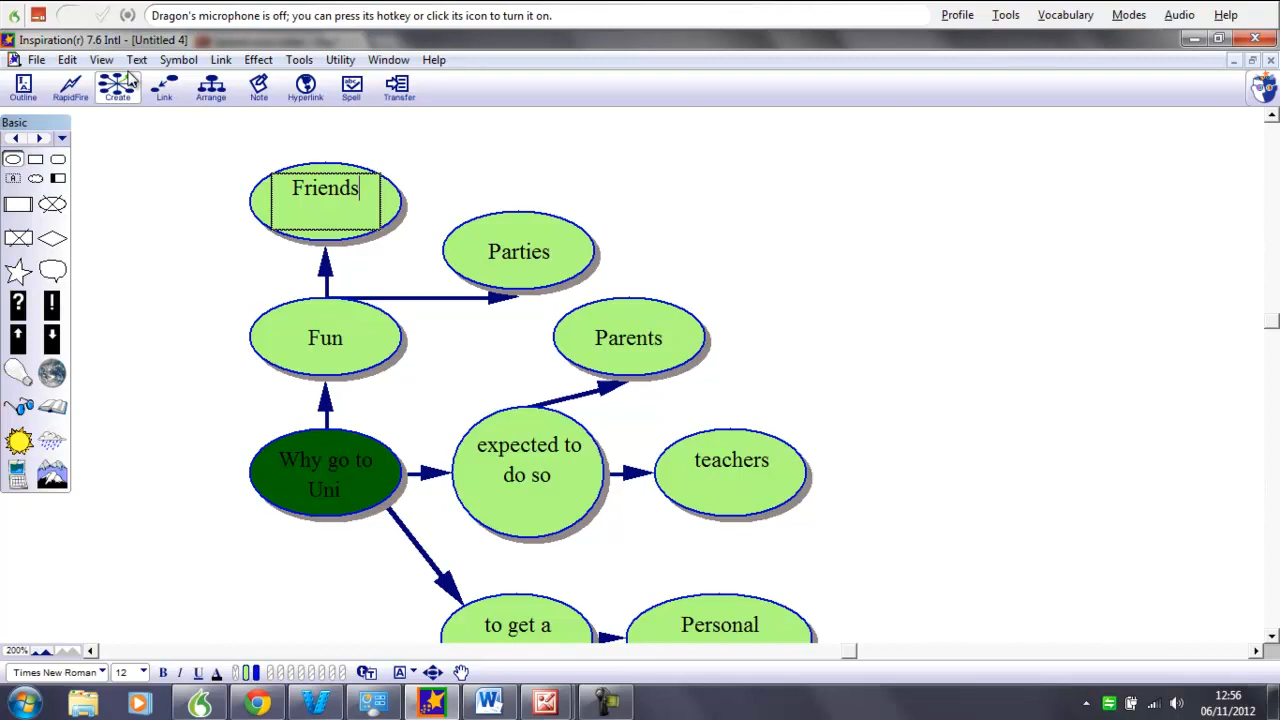 Dragon's microphone is off; you can press its hotkey or click its icon to turn it on.
Profile Tools Vocabulary Modes Audio Help
Inspiration(r) 7.6 Intl - [Untitled 4]
File Edit View Text Symbol Link Effect Tools Utility Window Help
Outline RapidFire Create Link Arrange Note Hyperlink Spell Transfer
Basic
Friends
Parties
Fun
Parents
expected to
do so
Why go to
Uni
teachers
to get a
Personal
200%
Times New Roman 12 B I U A
12:56
06/11/2012